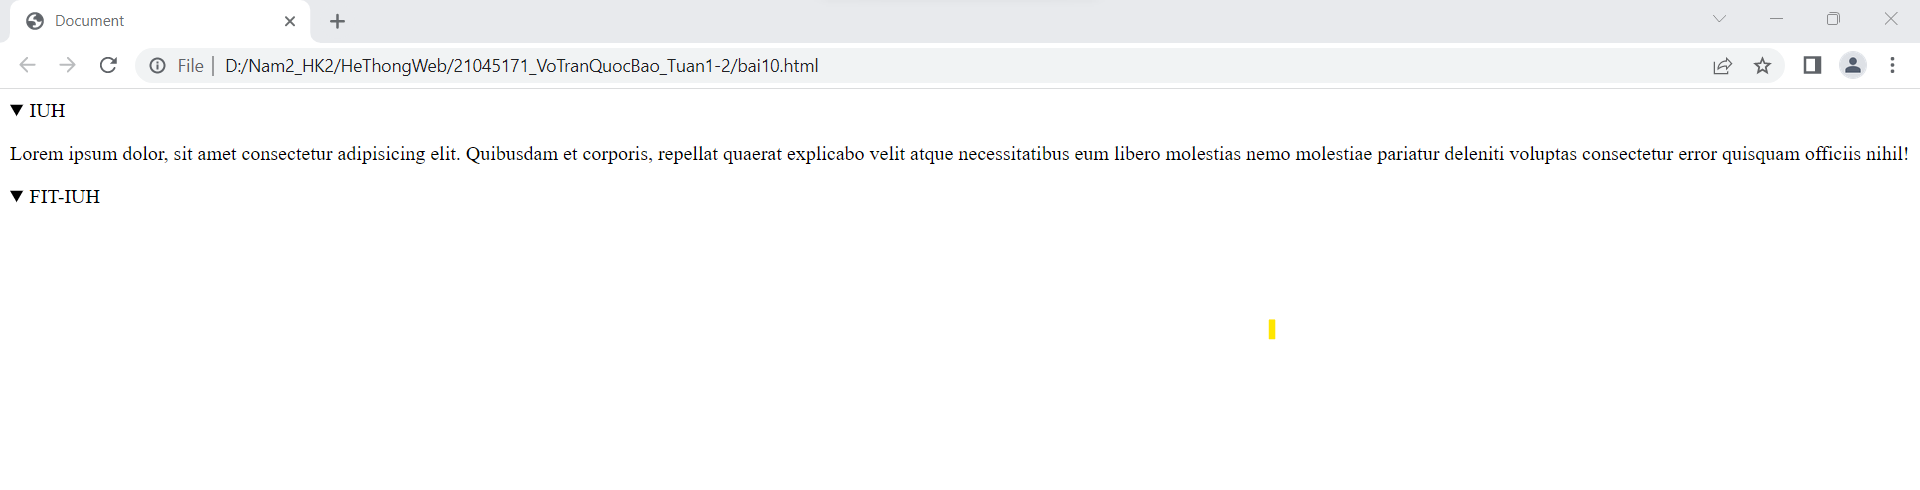 Document
File D:/Nam2_HK2/HeThongWeb/21045171_VoTranQuocBao_Tuan1-2/bai10.html
IUH
Lorem ipsum dolor, sit amet consectetur adipisicing elit. Quibusdam et corporis, repellat quaerat explicabo velit atque necessitatibus eum libero molestias nemo molestiae pariatur deleniti voluptas consectetur error quisquam officiis nihil!
FIT-IUH